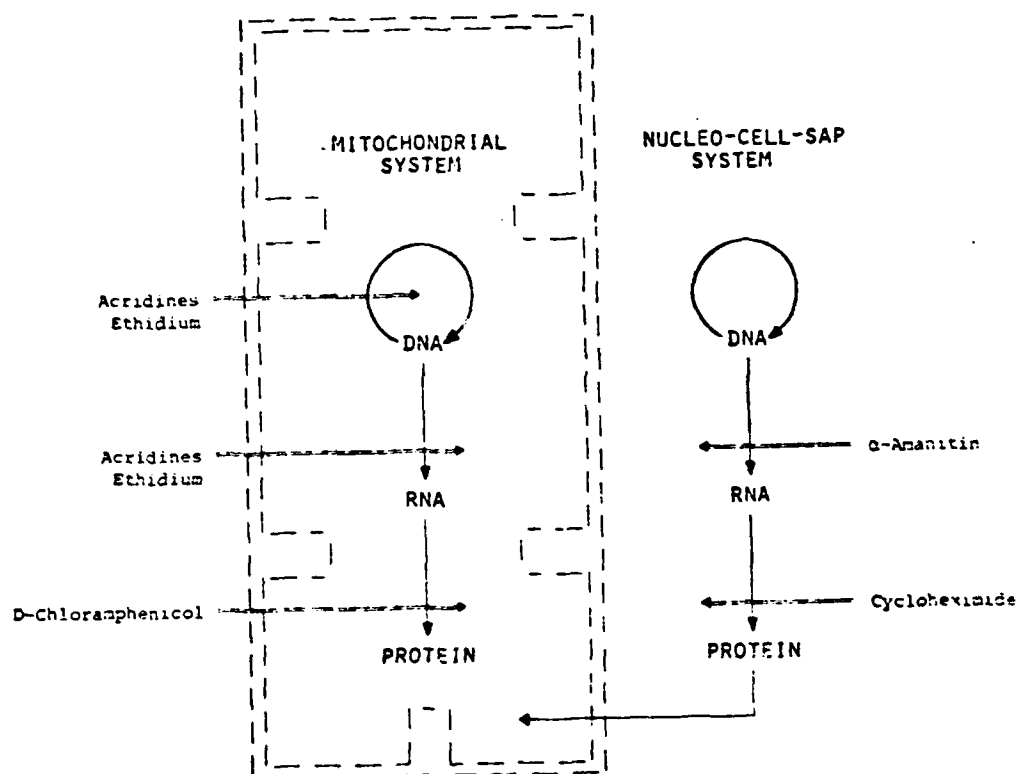 MITOCHONDRIAL
SYSTEM
NUCLEO-CELL-SAP
SYSTEM
Acridines
Ethidium
DNA
DNA
Acridines
Ethidium
α-Amanitin
RNA
RNA
D-Chloramphenicol
Cycloheximide
PROTEIN
PROTEIN